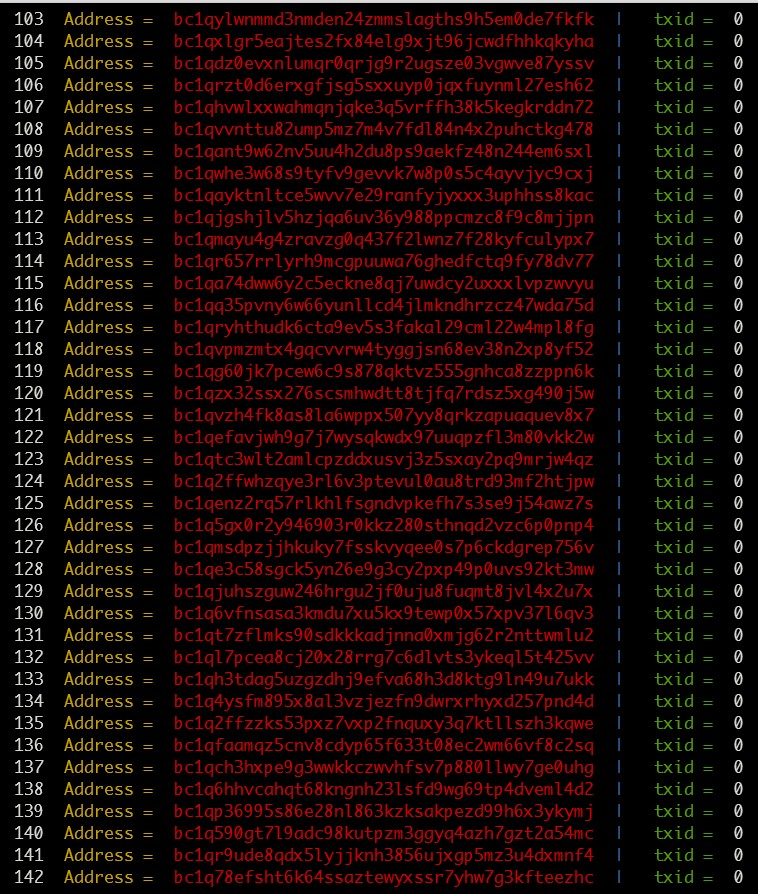 103 Address = bc1qylwnmmd3nmden24zmmslagths9h5em0de7fkfk | txid = 0
104 Address = bc1qxlgr5eajtes2fx84elg9xjt96jcwdfhhkqkyha | txid = 0
105 Address = bc1qdz0evxnlumqr0qrjg9r2ugsze03vgwve87yssv | txid = 0
106 Address = bc1qrzt0d6erxgfjsg5sxxuyp0jqxfuynml27esh62 | txid = 0
107 Address = bc1qhvwlxxwahmqnjqke3q5vrffh38k5kegkrddn72 | txid = 0
108 Address = bc1qvvnttu82ump5mz7m4v7fdl84n4x2puhctkg478 | txid = 0
109 Address = bc1qant9w62nv5uu4h2du8ps9aekfz48n244em6sxl | txid = 0
110 Address = bc1qwhe3w68s9tyfv9gevvk7w8p0s5c4ayvjyc9cxj | txid = 0
111 Address = bc1qayktnltce5wvv7e29ranfyjyxxx3uphhss8kac | txid = 0
112 Address = bc1qjgshjlv5hzjqa6uv36y988ppcmzc8f9c8mjjpn | txid = 0
113 Address = bc1qmayu4g4zravzg0q437f2lwnz7f28kyfculypx7 | txid = 0
114 Address = bc1qr657rrlyrh9mcgpuuwa76ghedfctq9fy78dv77 | txid = 0
115 Address = bc1qa74dww6y2c5eckne8qj7uwdcy2uxxxlvpzwvyu | txid = 0
116 Address = bc1qq35pvny6w66yunllcd4jlmkndhrzcz47wda75d | txid = 0
117 Address = bc1qryhthudk6cta9ev5s3fakal29cml22w4mpl8fg | txid = 0
118 Address = bc1qvpmzmtx4gqcvvrw4tyggjsn68ev38n2xp8yf52 | txid = 0
119 Address = bc1qg60jk7pcew6c9s878qktvz555gnhca8zzppn6k | txid = 0
120 Address = bc1qzx32ssx276scsmhwdtt8tjfq7rdsz5xg490j5w | txid = 0
121 Address = bc1qvzh4fk8as8la6wppx507yy8qrkzapuaquev8x7 | txid = 0
122 Address = bc1qefavjwh9g7j7wysqkwdx97uuqpzfl3m80vkk2w | txid = 0
123 Address = bc1qtc3wlt2amlcpzddxusvj3z5sxay2pq9mrjw4qz | txid = 0
124 Address = bc1q2ffwhzqye3rl6v3ptevul0au8trd93mf2htjpw | txid = 0
125 Address = bc1qenz2rq57rlkhlfsgndvpkefh7s3se9j54awz7s | txid = 0
126 Address = bc1q5gx0r2y946903r0kkz280sthnqd2vzc6p0pnp4 | txid = 0
127 Address = bc1qmsdpzjjhkuky7fsskvyqee0s7p6ckdgrep756v | txid = 0
128 Address = bc1qe3c58sgck5yn26e9g3cy2pxp49p0uvs92kt3mw | txid = 0
129 Address = bc1qjuhszguw246hrgu2jf0uju8fuqmt8jvl4x2u7x | txid = 0
130 Address = bc1q6vfnsasa3kmdu7xu5kx9tewp0x57xpv37l6qv3 | txid = 0
131 Address = bc1qt7zflmks90sdkkkadjnna0xmjg62r2nttwmlu2 | txid = 0
132 Address = bc1ql7pcea8cj20x28rrg7c6dlvts3ykeql5t425vv | txid = 0
133 Address = bc1qh3tdag5uzgzdhj9efva68h3d8ktg9ln49u7ukk | txid = 0
134 Address = bc1q4ysfm895x8al3vzjezfn9dwrxrhyxd257pnd4d | txid = 0
135 Address = bc1q2ffzzks53pxz7vxp2fnquxy3q7ktllszh3kqwe | txid = 0
136 Address = bc1qfaamqz5cnv8cdyp65f633t08ec2wm66vf8c2sq | txid = 0
137 Address = bc1qch3hxpe9g3wwkkczwvhfsv7p880llwy7ge0uhg | txid = 0
138 Address = bc1q6hhvcahqt68kngnh23lsfd9wg69tp4dveml4d2 | txid = 0
139 Address = bc1qp36995s86e28nl863kzksakpezd99h6x3ykymj | txid = 0
140 Address = bc1q590gt7l9adc98kutpzm3ggyq4azh7gzt2a54mc | txid = 0
141 Address = bc1qr9ude8qdx5lyjjknh3856ujxgp5mz3u4dxmnf4 | txid = 0
142 Address = bc1q78efsht6k64ssaztewyxssr7yhw7g3kfteezhc | txid = 0